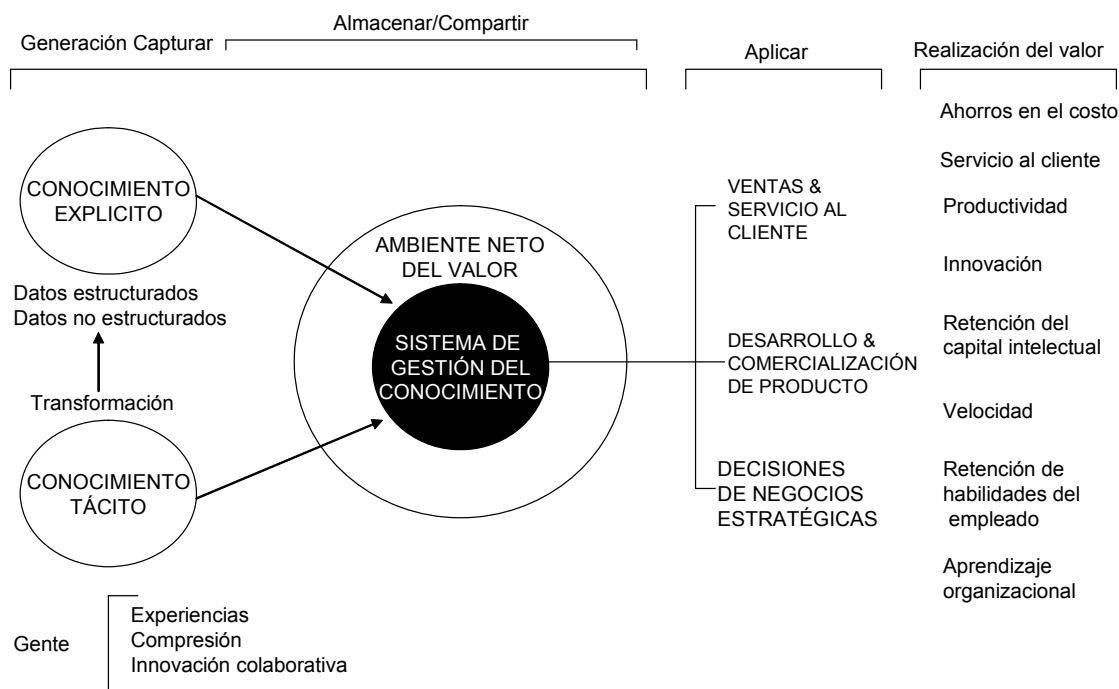 Generación Capturar
Almacenar/Compartir
Aplicar
Realización del valor
CONOCIMIENTO
EXPLICITO
Datos estructurados
Datos no estructurados
Transformación
CONOCIMIENTO
TÁCITO
Gente
Experiencias
Compresión
Innovación colaborativa
AMBIENTE NETO
DEL VALOR
SISTEMA DE
GESTIÓN DEL
CONOCIMIENTO
VENTAS &
SERVICIO AL
CLIENTE
DESARROLLO &
COMERCIALIZACIÓN
DE PRODUCTO
DECISIONES
DE NEGOCIOS
ESTRATÉGICAS
Ahorros en el costo
Servicio al cliente
Productividad
Innovación
Retención del
capital intelectual
Velocidad
Retención de
habilidades del
empleado
Aprendizaje
organizacional